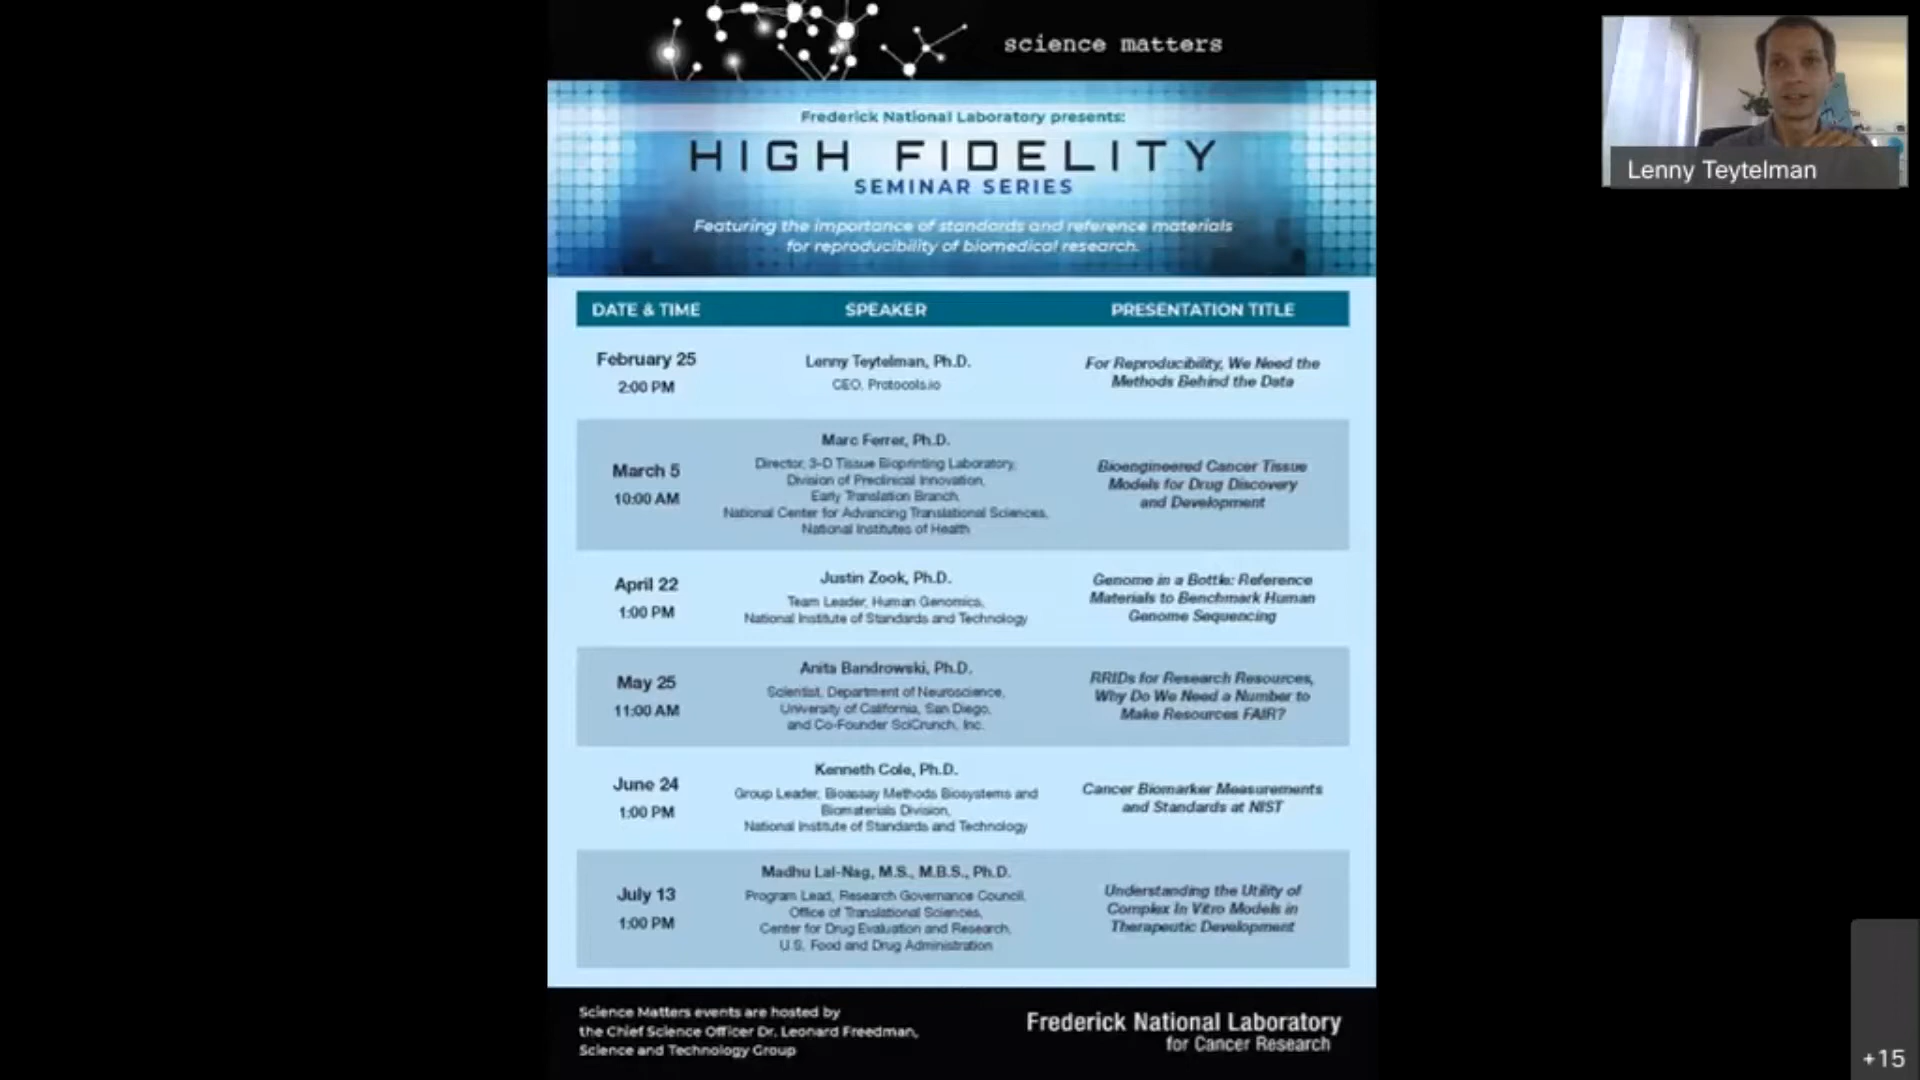 science matters
Lenny Teytelman
Frederick National Laboratory presents:
HIGH FIDELITY
SEMINAR SERIES
Featuring the importance of standards and reference materials
for reproducibility of biomedical research.
DATE & TIME
SPEAKER
PRESENTATION TITLE
February 25
2:00 PM
Lenny Teytelman, Ph.D.
CEO, Protocols.io
For Reproducibility, We Need the
Methods Behind the Data
March 5
10:00 AM
Marc Ferrer, Ph.D.
Director, 3-D Tissue Bioprinting Laboratory,
Division of Preclinical Innovation,
Early Translation Branch,
National Center for Advancing Translational Sciences,
National Institutes of Health
Bioengineered Cancer Tissue
Models for Drug Discovery
and Development
April 22
1:00 PM
Justin Zook, Ph.D.
Team Leader, Human Genomics,
National Institute of Standards and Technology
Genome in a Bottle: Reference
Materials to Benchmark Human
Genome Sequencing
May 25
11:00 AM
Anita Bandrowski, Ph.D.
Scientist, Department of Neuroscience,
University of California, San Diego,
and Co-Founder SciCrunch, Inc.
RRIDs for Research Resources,
Why Do We Need a Number to
Make Resources FAIR?
June 24
1:00 PM
Kenneth Cole, Ph.D.
Group Leader, Bioassay Methods Biosystems and
Biomaterials Division,
National Institute of Standards and Technology
Cancer Biomarker Measurements
and Standards at NIST
July 13
1:00 PM
Madhu Lal-Nag, M.S., M.B.S., Ph.D.
Program Lead, Research Governance Council,
Office of Translational Sciences,
Center for Drug Evaluation and Research,
U.S. Food and Drug Administration
Understanding the Utility of
Complex In Vitro Models in
Therapeutic Development
Science Matters events are hosted by
the Chief Science Officer Dr. Leonard Freedman,
Science and Technology Group
Frederick National Laboratory
for Cancer Research
+15